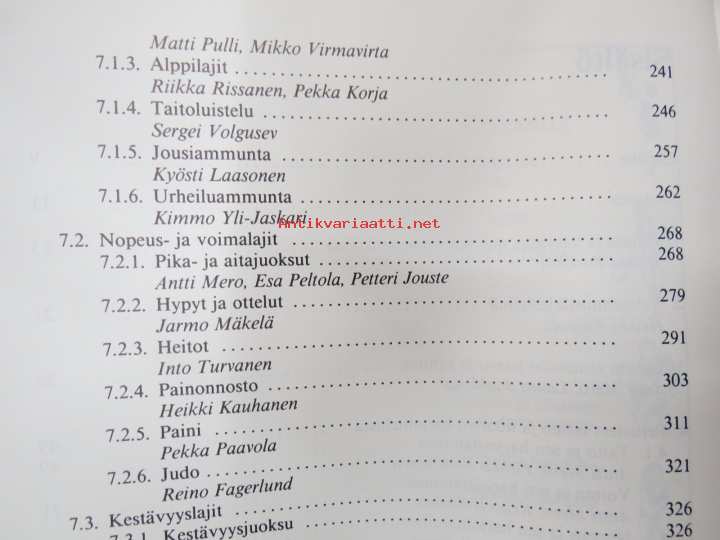 Matti Pulli, Mikko Virmavirta
7.1.3. Alppilajit 241
Riikka Rissanen, Pekka Korja
7.1.4. Taitoluistelu 246
Sergei Volgusev
7.1.5. Jousiammunta 257
Kyösti Laasonen
7.1.6. Urheiluammunta 262
Kimmo Yli-Jaskari
Antikvariaatti.net
7.2. Nopeus- ja voimalajit 268
7.2.1. Pika- ja aitajuoksut 268
Antti Mero, Esa Peltola, Petteri Jouste
7.2.2. Hypyt ja ottelut 279
Jarmo Mäkelä
7.2.3. Heitot 291
Into Turvanen
7.2.4. Painonnosto 303
Heikki Kauhanen
7.2.5. Paini 311
Pekka Paavola
7.2.6. Judo 321
Reino Fagerlund
7.3. Kestävyyslajit 326
7.3.1. Kestävyysjuoksu 326